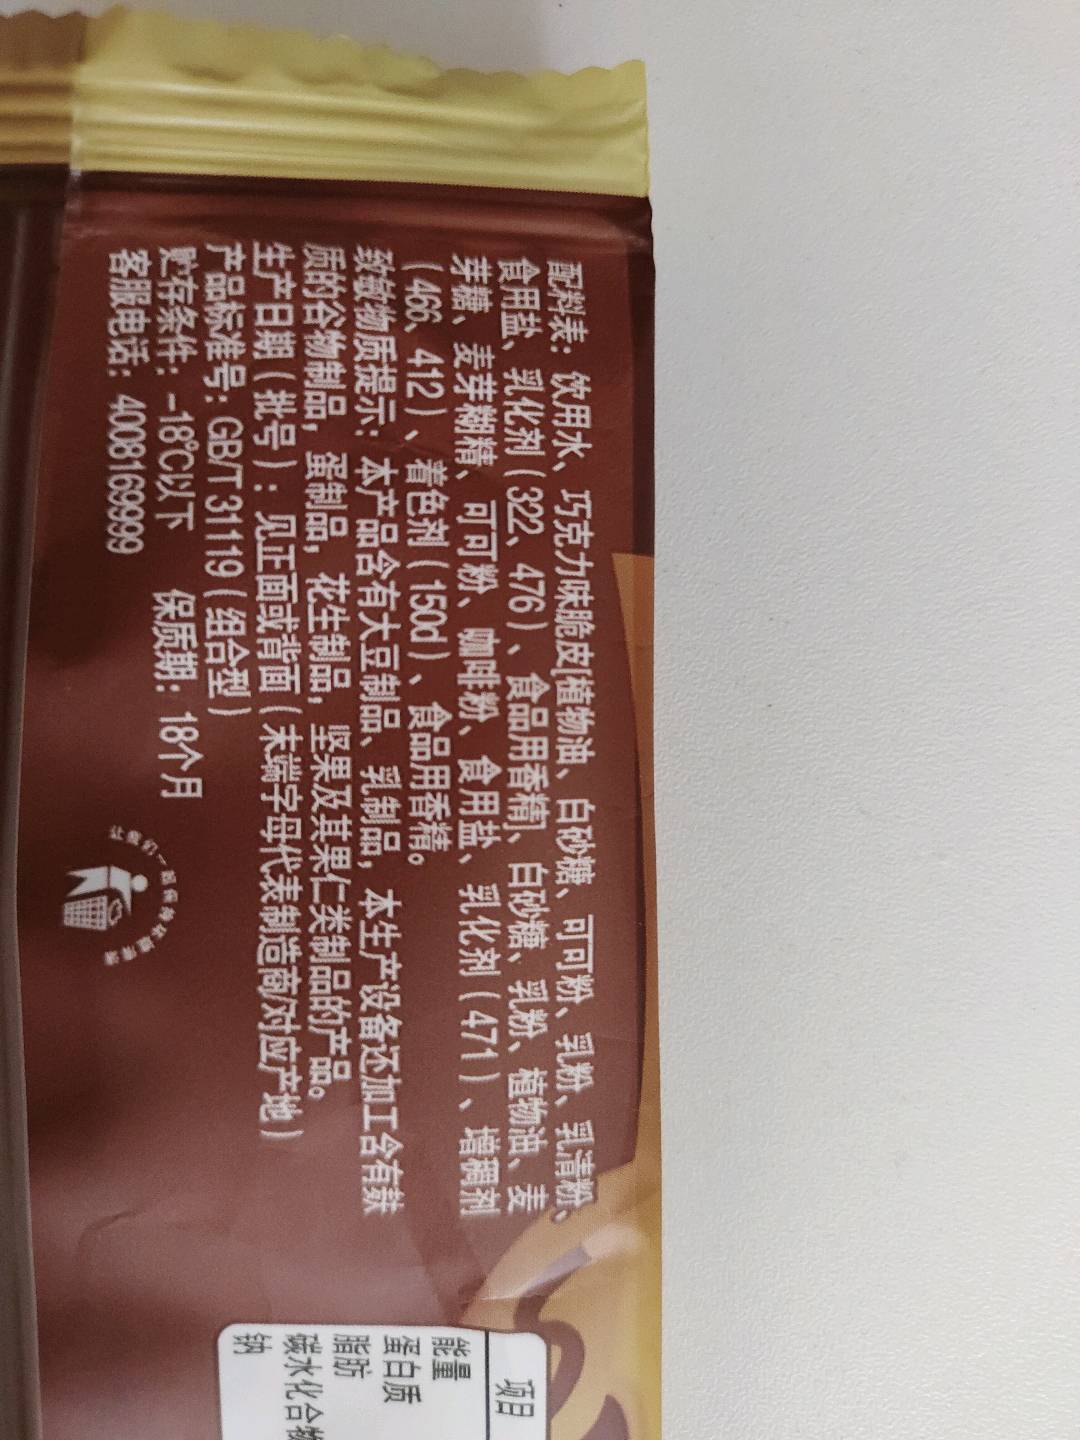 配料表：饮用水、巧克力味脆皮[植物油、白砂糖、可可粉、乳粉、乳清粉、
食用盐、乳化剂（322、476）、食品用香精]、白砂糖、乳粉、植物油、麦
芽糖、麦芽糊精、可可粉、咖啡粉、食用盐、乳化剂（471）、增稠剂
（466、412）、着色剂（150d）、食品用香精。
致敏物质提示：本产品含有大豆制品、乳制品，本生产设备还加工含有麸
质的谷物制品，蛋制品，花生制品，坚果及其果仁类制品的产品。
生产日期（批号）：见正面或背面（末端字母代表制造商/对应产地）
产品标准号：GB/T 31119（组合型）
贮存条件：-18℃以下 保质期：18个月
客服电话：4008169999
项目
能量
蛋白质
脂肪
碳水化合物
钠